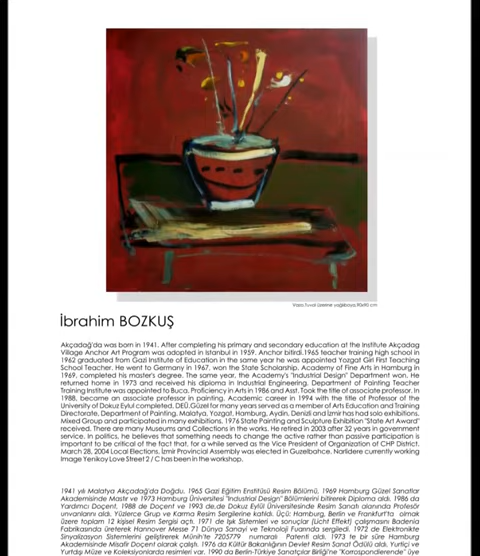 Vazo,Tuval üzerine yağlıboya,90x90 cm
İbrahim BOZKUŞ
Akçadağ'da was born in 1941. After completing his primary and secondary education at the Institute Akçadag
Village Anchor Art Program was adopted in Istanbul in 1959. Anchor bitirdi.1965 teacher training high school in
1962 graduated from Gazi Institute of Education in the same year he was appointed Yozgat Girl First Teaching
School Teacher. He went to Germany in 1967, won the State Scholarship. Academy of Fine Arts in Hamburg in
1969, completed his master's degree. The same year, the Academy's "Industrial Design" Department won. He
returned home in 1973 and received his diploma in Industrial Engineering. Department of Painting Teacher
Training Institute was appointed to Buca. Proficiency in Arts in 1986 and Asst. Took the title of associate professor. In
1988, became an associate professor in painting. Academic career in 1994 with the title of Professor of the
University of Dokuz Eylul completed. DEÜ.Güzel for many years served as a member of Arts Education and Training
Directorate, Department of Painting. Malatya, Yozgat, Hamburg, Aydin, Denizli and Izmir has had solo exhibitions.
Mixed Group and participated in many exhibitions. 1976 State Painting and Sculpture Exhibition "State Art Award"
received. There are many Museums and Collections in the works. He retired in 2003 after 32 years in government
service. In politics, he believes that something needs to change the active rather than passive participation is
important to be critical of the fact that, for a while served as the Vice President of Organization of CHP District.
March 28, 2004 Local Elections, Izmir Provincial Assembly was elected in Guzelbahce. Narlidere currently working
Image Yenikoy Love Street 2 / C has been in the workshop.
1941 yılı Malatya Akçadağ'da Doğdu. 1965 Gazi Eğitim Enstitüsü Resim Bölümü, 1969 Hamburg Güzel Sanatlar
Akademisinde Mastır ve 1973 Hamburg Üniversitesi "Industrial Design" Bölümlerini bitirerek Diploma aldı. 1986 da
Yardımcı Doçent, 1988 de Doçent ve 1993 de.de Dokuz Eylül Üniversitesinde Resim Sanatı alanında Profesör
unvanlarını aldı. Yüzlerce Grup ve Karma Resim Sergilerine katıldı. Üçü; Hamburg, Berlin ve Frankfurt'ta olmak
üzere toplam 12 kişisel Resim Sergisi açtı. 1971 de Işık Sistemleri ve sonuçlar (Licht Effekt) çalışmasını Badenia
Fabrikasında üreterek Hannover Messe 71 Dünya Sanayi ve Teknoloji Fuarında sergiledi. 1972 de Elektronikte
Sinyalizasyon Sistemlerini geliştirerek Münih'te 7205779 numaralı Patenti aldı. 1973 te bir süre Hamburg
Akademisinde Misafir Doçent olarak çalıştı. 1976 da Kültür Bakanlığının Devlet Resim Sanat Ödülü aldı. Yurtiçi ve
Yurtdışı Müze ve Koleksiyonlarda resimleri var. 1990 da Berlin-Türkiye Sanatçılar Birliği'ne "Korrespondierende" üye